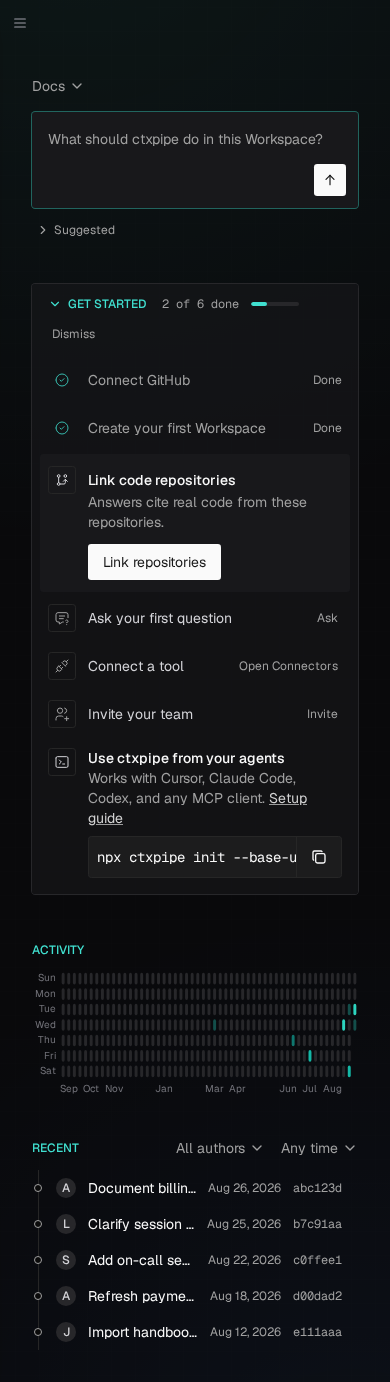 Docs
What should ctxpipe do in this Workspace?
Suggested
GET STARTED 2 of 6 done
Dismiss
Connect GitHub Done
Create your first Workspace Done
Link code repositories
Answers cite real code from these
repositories.
Link repositories
Ask your first question Ask
Connect a tool Open Connectors
Invite your team Invite
Use ctxpipe from your agents
Works with Cursor, Claude Code,
Codex, and any MCP client. Setup
guide
npx ctxpipe init --base-u
ACTIVITY
Sun
Mon
Tue
Wed
Thu
Fri
Sat
Sep Oct Nov Jan Mar Apr Jun Jul Aug
RECENT All authors Any time
A Document billin... Aug 26, 2026 abc123d
L Clarify session ... Aug 25, 2026 b7c91aa
S Add on-call se... Aug 22, 2026 c0ffee1
A Refresh payme... Aug 18, 2026 d00dad2
J Import handboo... Aug 12, 2026 e111aaa